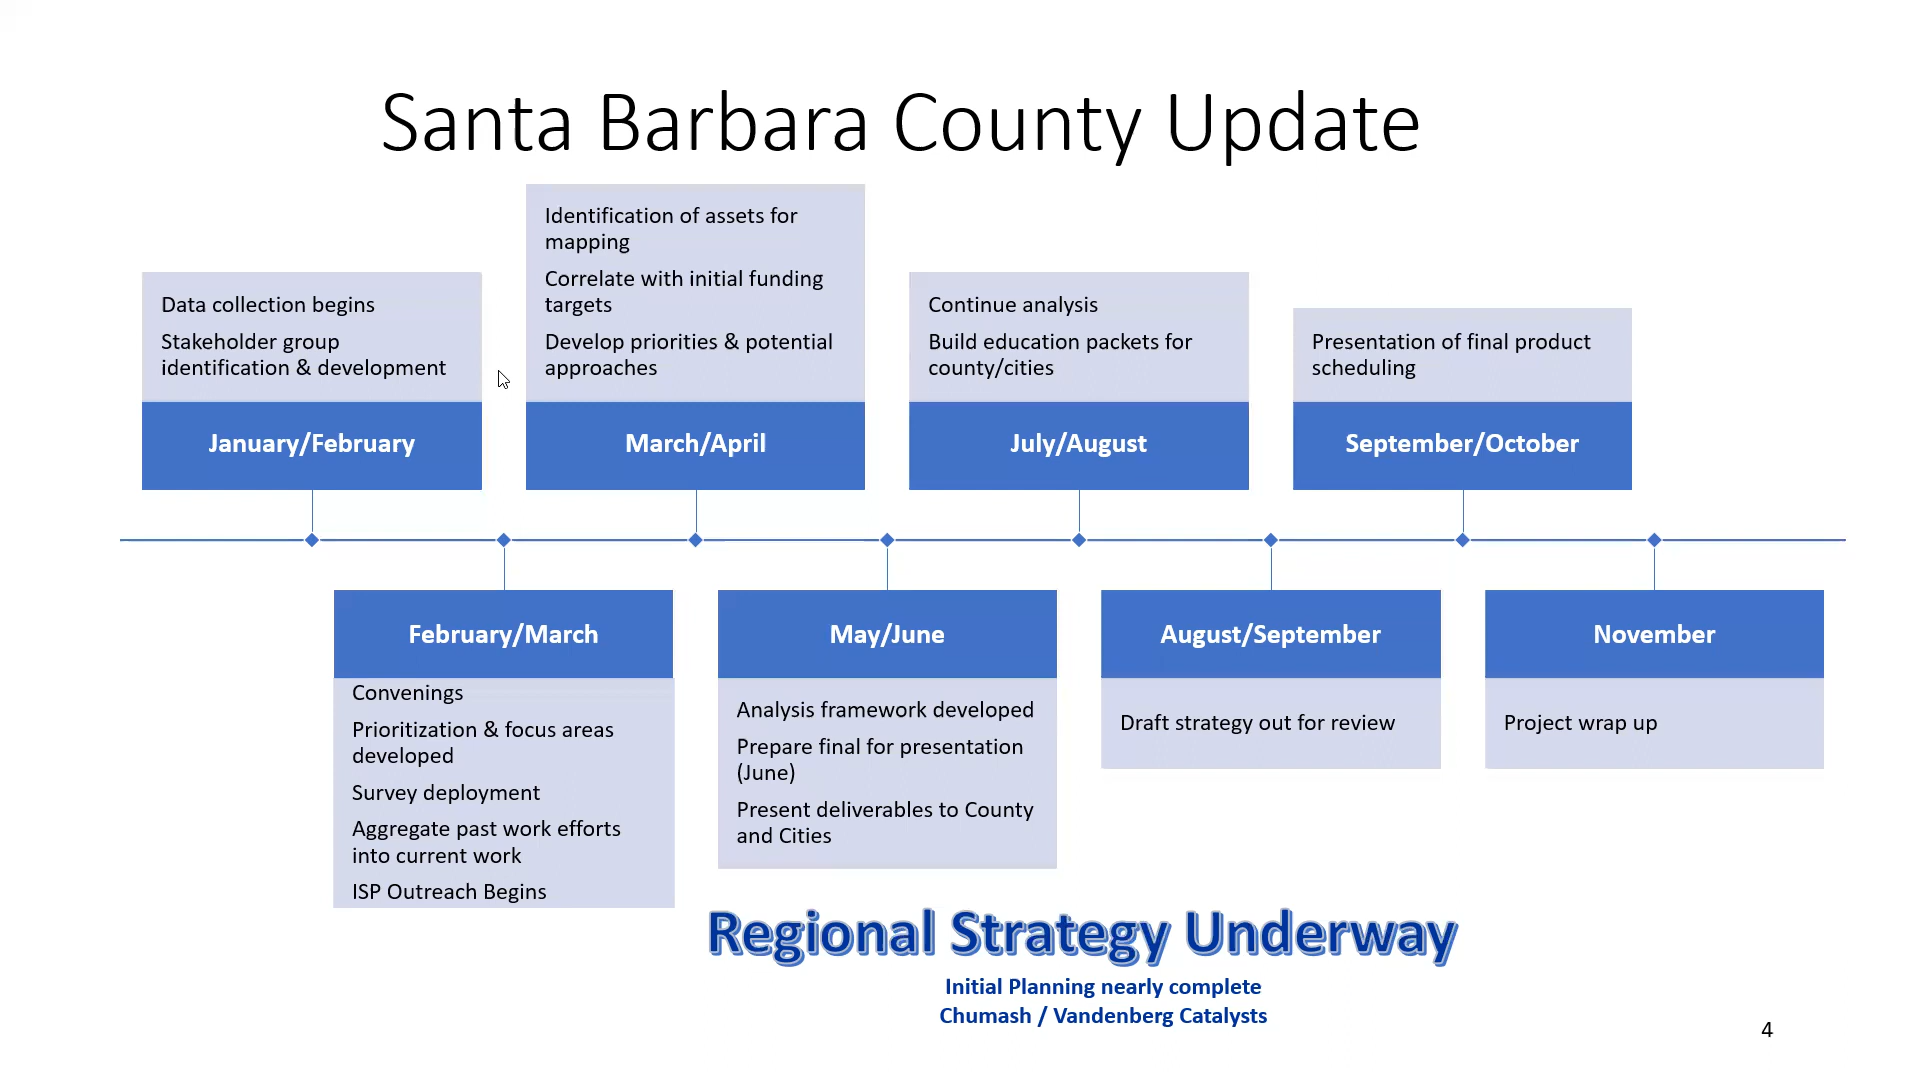 Santa Barbara County Update
Data collection begins
Stakeholder group
identification & development
January/February
Identification of assets for
mapping
Correlate with initial funding
targets
Develop priorities & potential
approaches
March/April
Continue analysis
Build education packets for
county/cities
July/August
Presentation of final product
scheduling
September/October
February/March
Convenings
Prioritization & focus areas
developed
Survey deployment
Aggregate past work efforts
into current work
ISP Outreach Begins
May/June
Analysis framework developed
Prepare final for presentation
(June)
Present deliverables to County
and Cities
August/September
Draft strategy out for review
November
Project wrap up
Regional Strategy Underway
Initial Planning nearly complete
Chumash / Vandenberg Catalysts
4